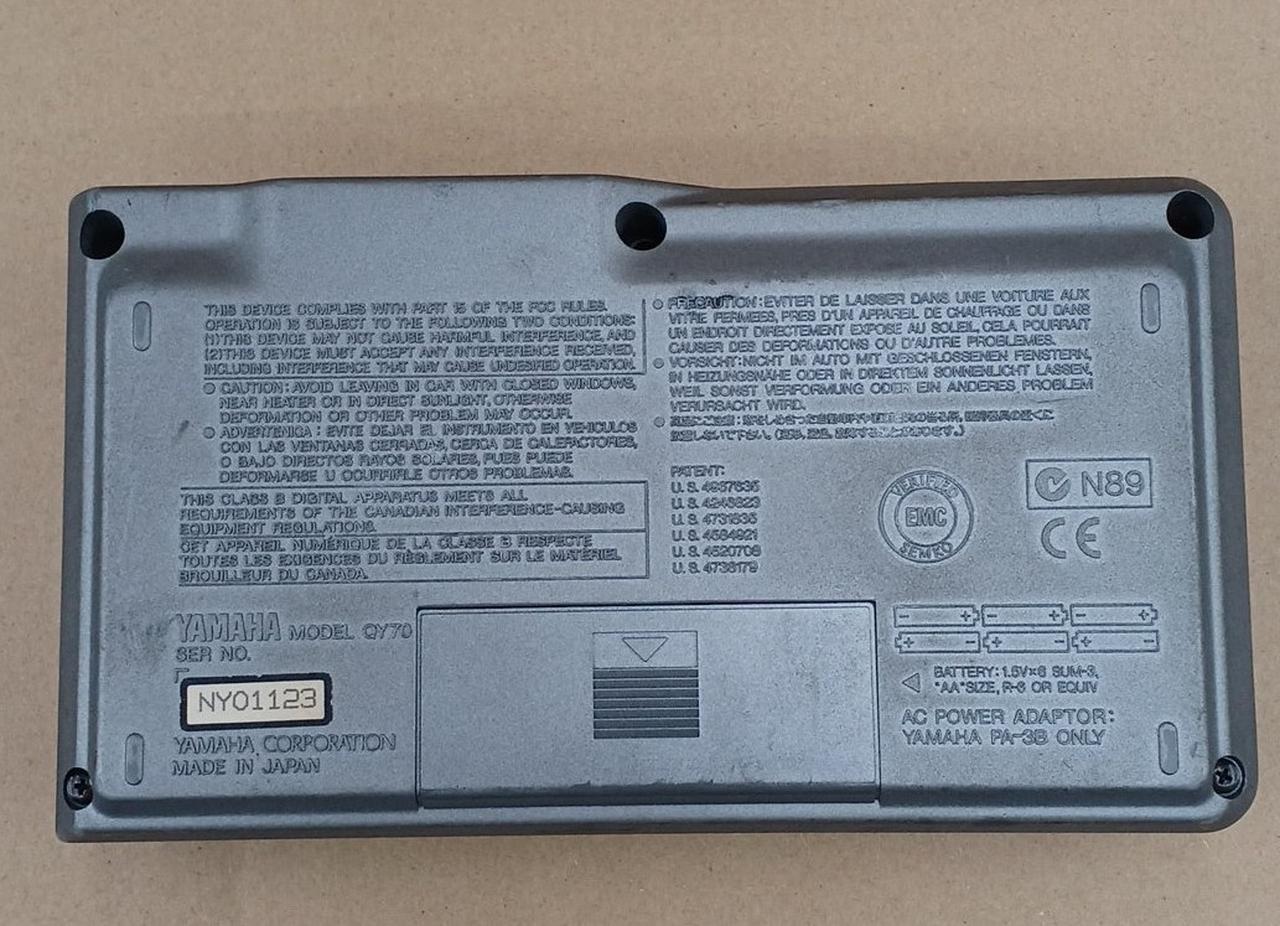 THIS DEVICE COMPLIES WITH PART 15 OF THE FCC RULES.
OPERATION IS SUBJECT TO THE FOLLOWING TWO CONDITIONS:
(1)THIS DEVICE MAY NOT CAUSE HARMFUL INTERFERENCE, AND
(2)THIS DEVICE MUST ACCEPT ANY INTERFERENCE RECEIVED,
INCLUDING INTERFERENCE THAT MAY CAUSE UNDESIRED OPERATION.
CAUTION: AVOID LEAVING IN CAR WITH CLOSED WINDOWS,
NEAR HEATER OR IN DIRECT SUNLIGHT, OTHERWISE
DEFORMATION OR OTHER PROBLEM MAY OCCUR.
ADVERTENCIA: EVITE DEJAR EL INSTRUMENTO EN VEHICULOS
CON LAS VENTANAS CERRADAS, CERCA DE CALEFACTORES,
O BAJO DIRECTOS RAYOS SOLARES, PUES PUEDE
DEFORMARSE U OCURRIRLE OTROS PROBLEMAS.
THIS CLASS B DIGITAL APPARATUS MEETS ALL
REQUIREMENTS OF THE CANADIAN INTERFERENCE-CAUSING
EQUIPMENT REGULATIONS.
CET APPAREIL NUMÉRIQUE DE LA CLASSE B RESPECTE
TOUTES LES EXIGENCES DU RÈGLEMENT SUR LE MATÉRIEL
BROUILLEUR DU CANADA.
YAMAHA MODEL QY70
SER NO.
NY01123
YAMAHA CORPORATION
MADE IN JAPAN
PRECAUTION: EVITER DE LAISSER DANS UNE VOITURE AUX
VITRE FERMEES, PRES D'UN APPAREIL DE CHAUFFAGE OU DANS
UN ENDROIT DIRECTEMENT EXPOSE AU SOLEIL, CELA POURRAIT
CAUSER DES DEFORMATIONS OU D'AUTRE PROBLEMES.
VORSICHT: NICHT IM AUTO MIT GESCHLOSSENEN FENSTERN,
IN HEIZUNGSNÄHE ODER IN DIREKTEM SONNENLICHT LASSEN,
WEIL SONST VERFORMUNG ODER EIN ANDERES PROBLEM
VERURSACHT WIRD.
PATENT:
U. S.
U. S.
U. S.
U. S. 4584921
U. S. 4520708
U. S. 4736179
VERIFIED
EMC
SEMKO
N89
CE
BATTERY: 1.5V×6 SUM-3,
"AA" SIZE, R-6 OR EQUIV
AC POWER ADAPTOR:
YAMAHA PA-3B ONLY